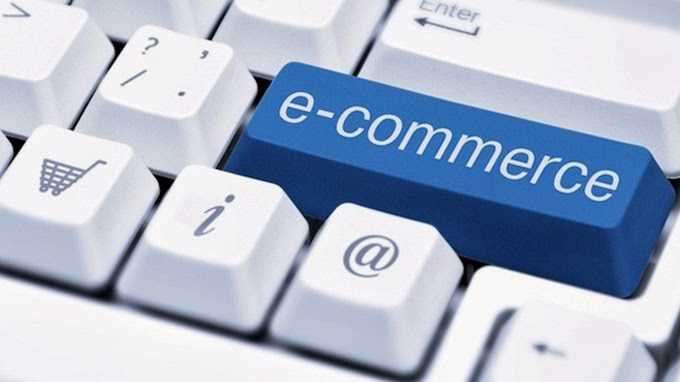 >
Enter
? ,
/ .
e-commerce
i
@